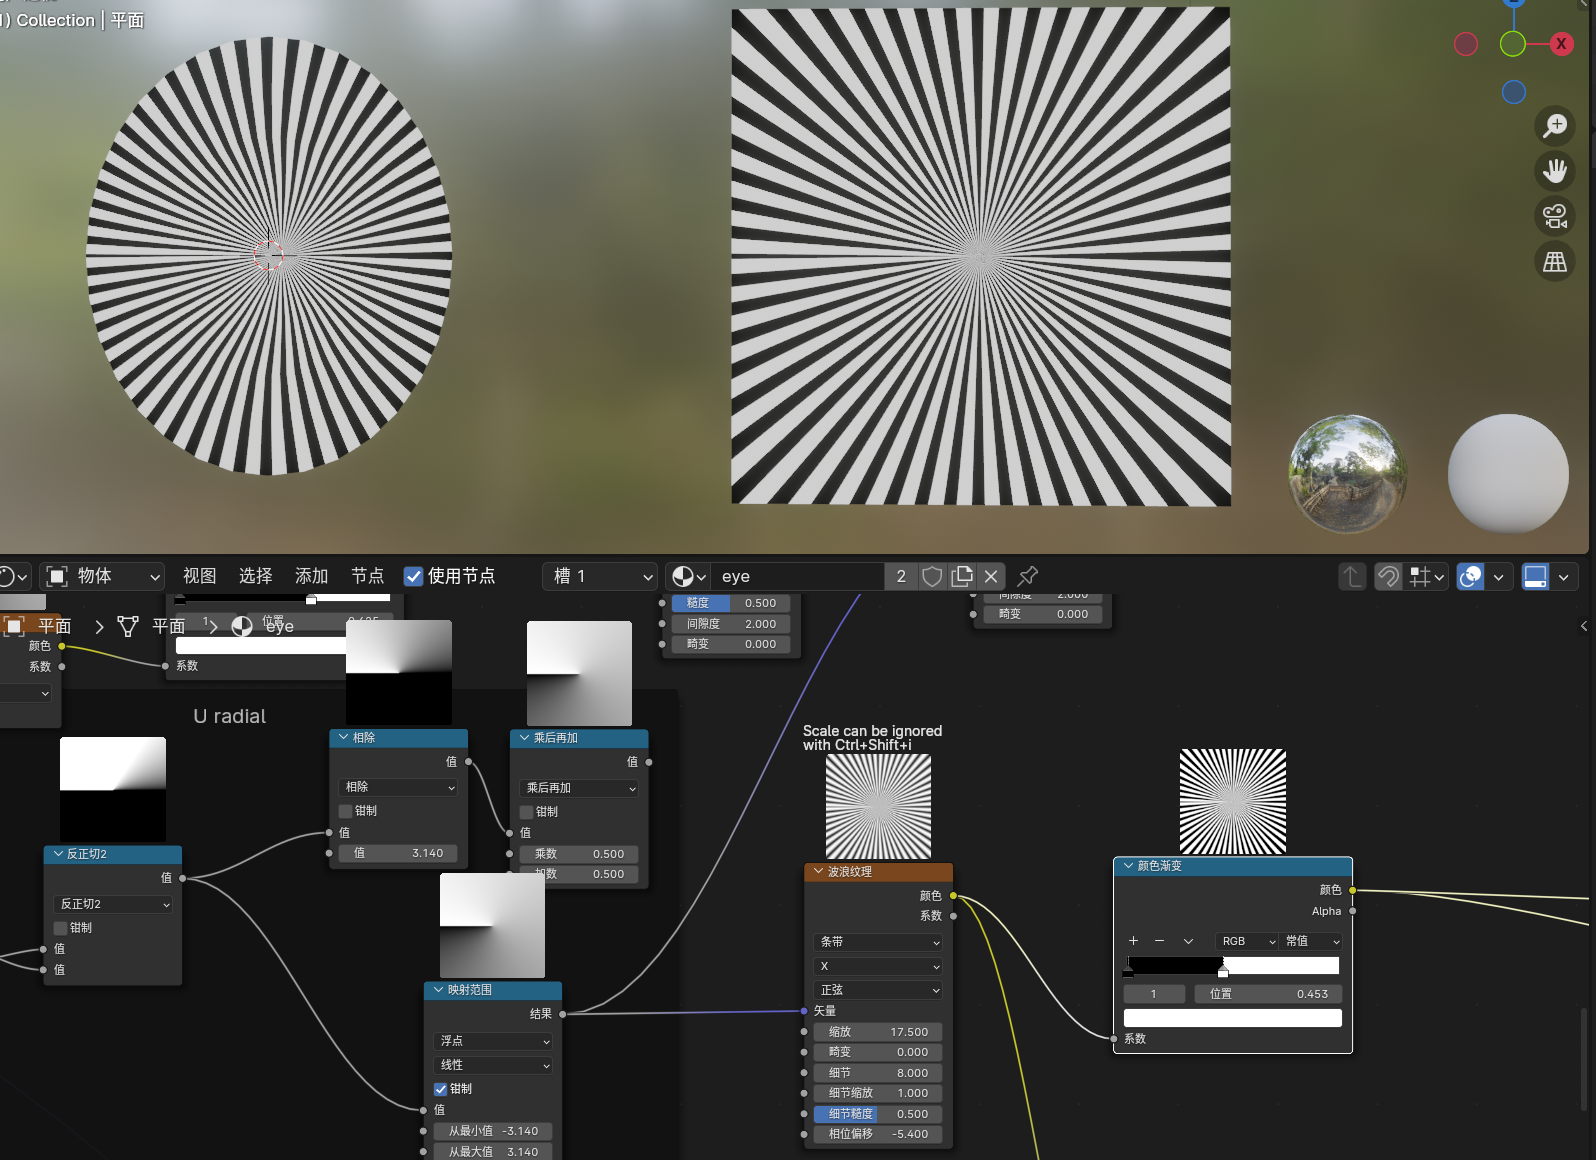 ) Collection | 平面
X
物体
视图
选择
添加
节点
使用节点
槽 1
eye
2
平面
平面
eye
1
位置
颜色
系数
系数
糙度 0.500
间隙度 2.000
畸变 0.000
间隙度 2.000
畸变 0.000
U radial
相除
值
相除
钳制
值
值 3.140
乘后再加
值
乘后再加
钳制
值
乘数 0.500
加数 0.500
反正切2
值
反正切2
钳制
值
值
映射范围
结果
浮点
线性
钳制
值
从最小值 -3.140
从最大值 3.140
Scale can be ignored
with Ctrl+Shift+i
波浪纹理
颜色
系数
条带
X
正弦
矢量
缩放 17.500
畸变 0.000
细节 8.000
细节缩放 1.000
细节糙度 0.500
相位偏移 -5.400
颜色渐变
颜色
Alpha
RGB
常值
1
位置 0.453
系数